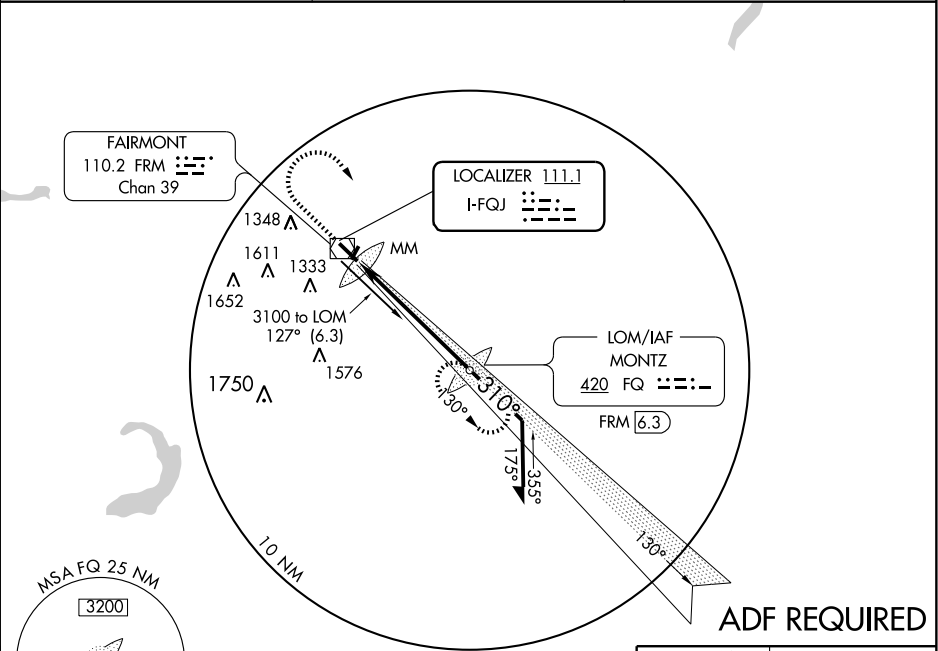 FAIRMONT
110.2 FRM
Chan 39
LOCALIZER 111.1
I-FQJ
1348
MM
1611
1333
1652
3100 to LOM
127° (6.3)
1576
1750
LOM/IAF
MONTZ
420 FQ
FRM 6.3
310°
130°
175°
355°
130°
10 NM
MSA FQ 25 NM
3200
ADF REQUIRED